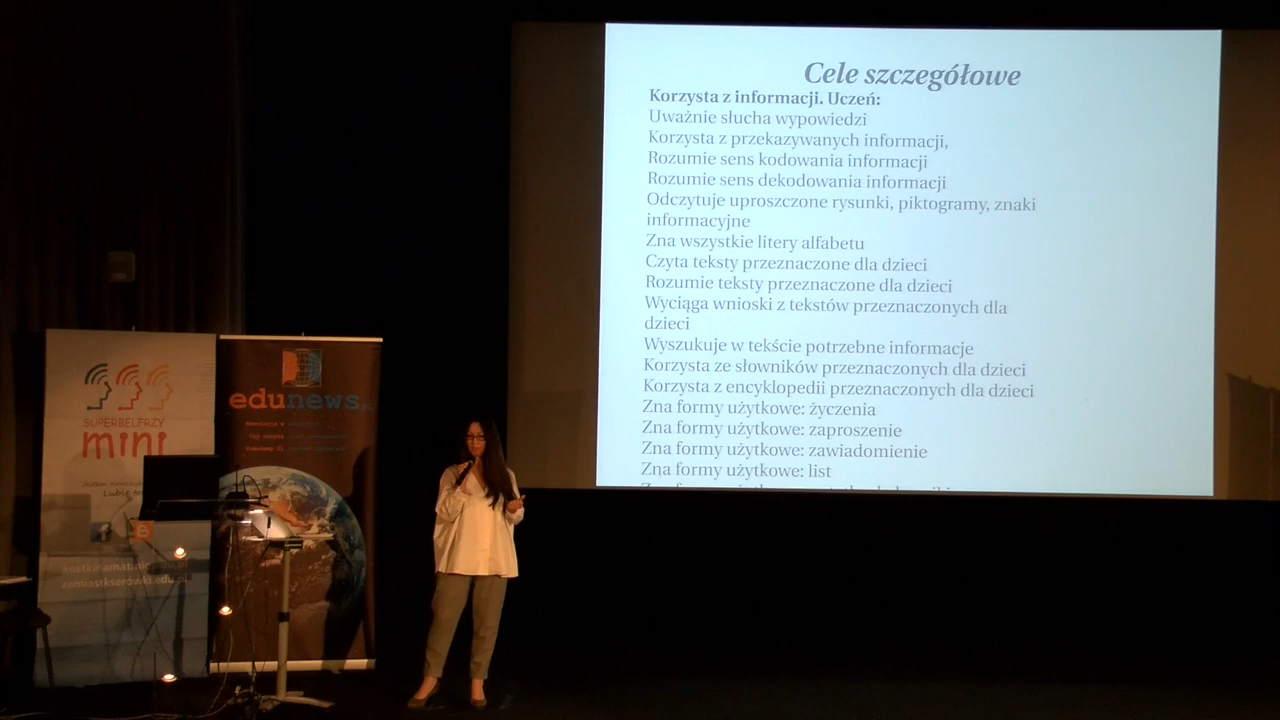 Cele szczegółowe
Korzysta z informacji. Uczeń:
Uważnie słucha wypowiedzi
Korzysta z przekazywanych informacji,
Rozumie sens kodowania informacji
Rozumie sens dekodowania informacji
Odczytuje uproszczone rysunki, piktogramy, znaki
informacyjne
Zna wszystkie litery alfabetu
Czyta teksty przeznaczone dla dzieci
Rozumie teksty przeznaczone dla dzieci
Wyciąga wnioski z tekstów przeznaczonych dla
dzieci
Wyszukuje w tekście potrzebne informacje
Korzysta ze słowników przeznaczonych dla dzieci
Korzysta z encyklopedii przeznaczonych dla dzieci
Zna formy użytkowe: życzenia
Zna formy użytkowe: zaproszenie
Zna formy użytkowe: zawiadomienie
Zna formy użytkowe: list
SUPERBELFRZY
mini
Lubię
zamiastkserowki.edu.pl
edunews